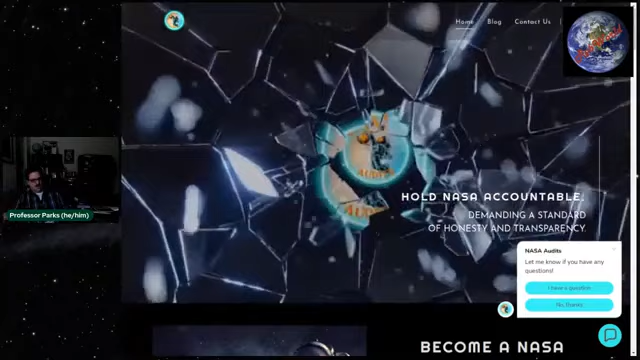 Home Blog Contact Us
AUDITS
HOLD NASA ACCOUNTABLE.
DEMANDING A STANDARD
OF HONESTY AND TRANSPARENCY.
Professor Parks (he/him)
NASA Audits
Let me know if you have any
questions!
I have a question
No, thanks
BECOME A NASA